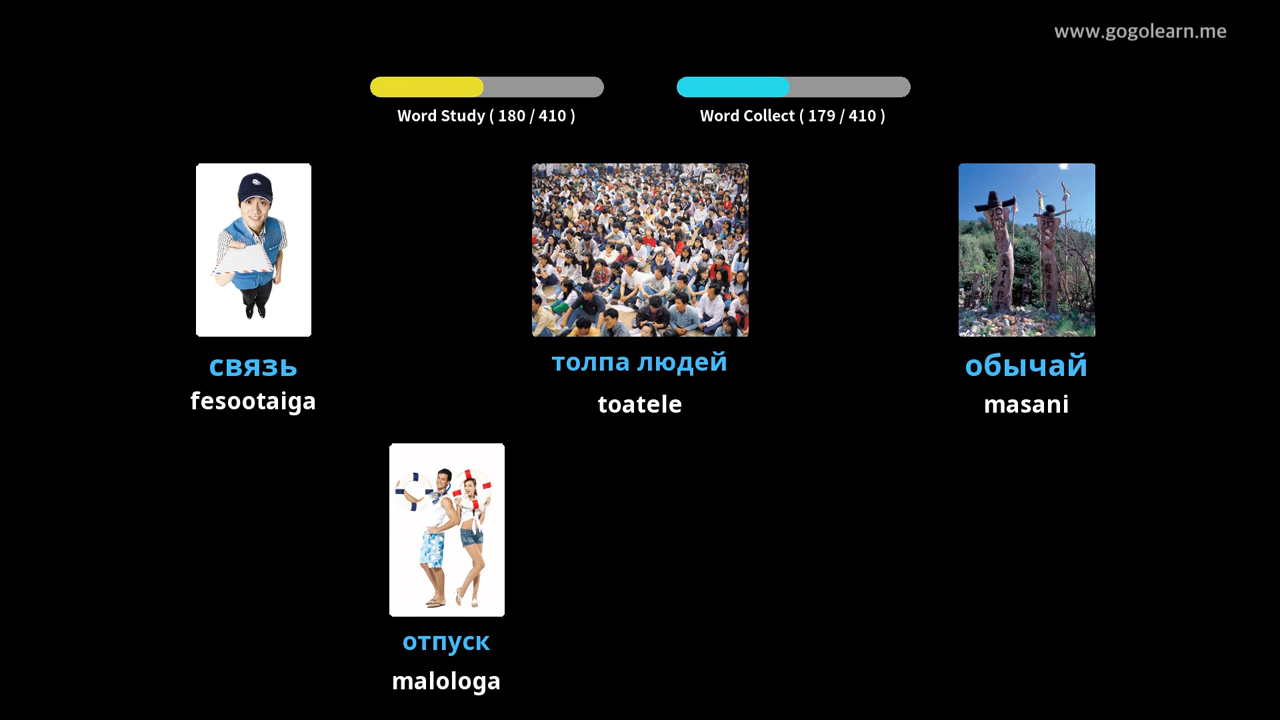 www.gogolearn.me
Word Study ( 180 / 410 )
Word Collect ( 179 / 410 )
связь
fesootaiga
толпа людей
toatele
обычай
masani
отпуск
malologa